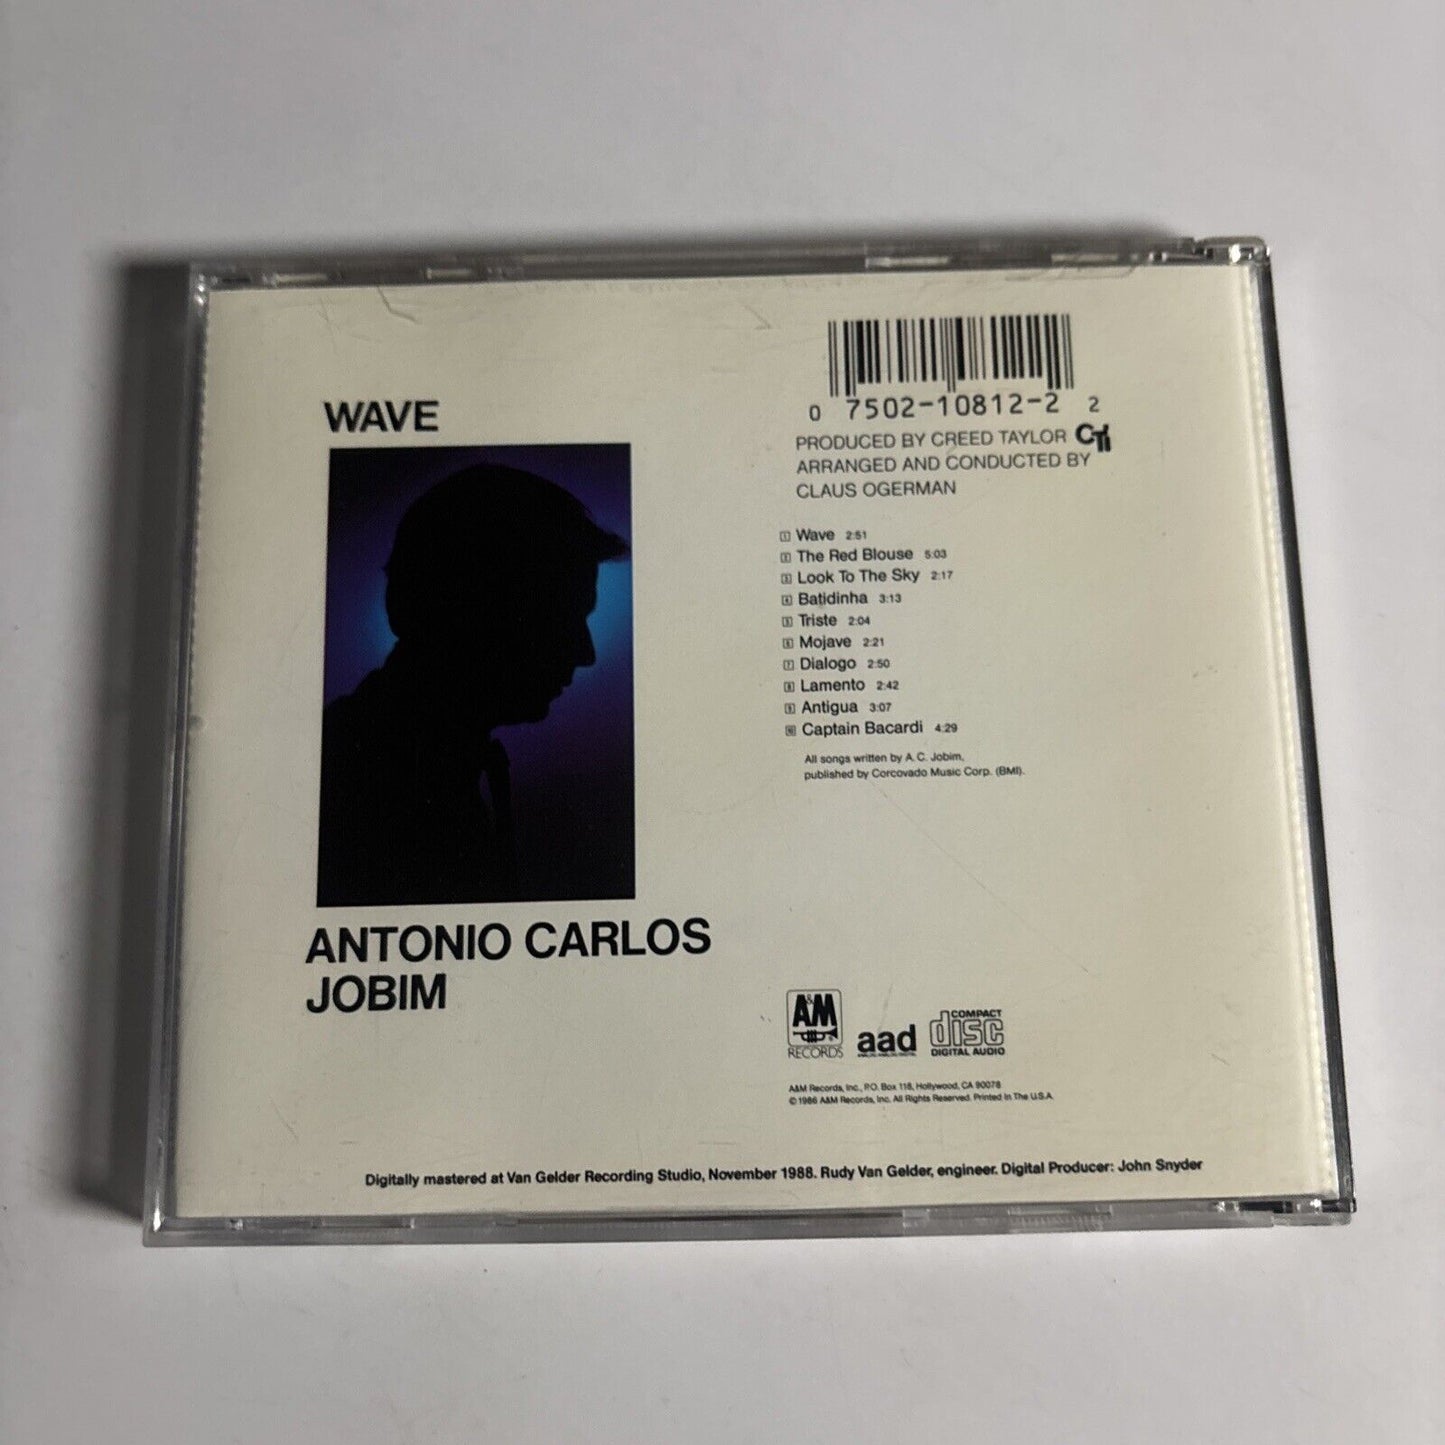 WAVE
ANTONIO CARLOS
JOBIM
0 7502-10812-2 2
PRODUCED BY CREED TAYLOR CTi
ARRANGED AND CONDUCTED BY
CLAUS OGERMAN
1 Wave 2:51
2 The Red Blouse 5:03
3 Look To The Sky 2:17
4 Batidinha 3:13
5 Triste 2:04
6 Mojave 2:21
7 Dialogo 2:50
8 Lamento 2:42
9 Antigua 3:07
10 Captain Bacardi 4:29
All songs written by A. C. Jobim,
published by Corcovado Music Corp. (BMI).
A&M
RECORDS
aad
COMPACT
disc
DIGITAL AUDIO
A&M Records, Inc., P.O. Box 118, Hollywood, CA 90078
© 1986 A&M Records, Inc. All Rights Reserved. Printed In The U.S.A.
Digitally mastered at Van Gelder Recording Studio, November 1988. Rudy Van Gelder, engineer. Digital Producer: John Snyder